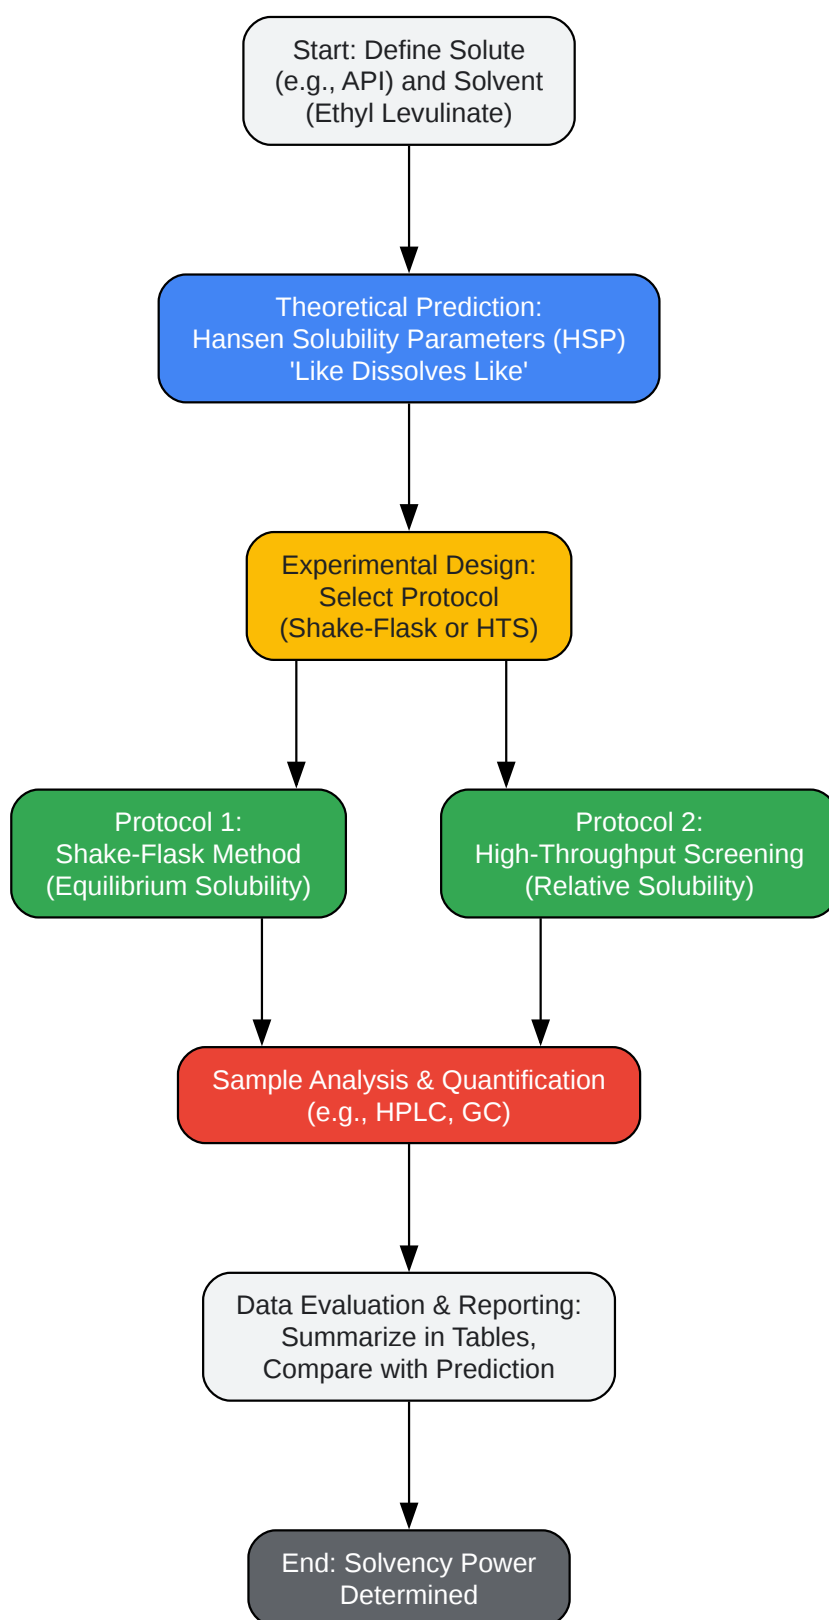 Start: Define Solute
(e.g., API) and Solvent
(Ethyl Levulinate)
Theoretical Prediction:
Hansen Solubility Parameters (HSP)
'Like Dissolves Like'
Experimental Design:
Select Protocol
(Shake-Flask or HTS)
Protocol 1:
Shake-Flask Method
(Equilibrium Solubility)
Protocol 2:
High-Throughput Screening
(Relative Solubility)
Sample Analysis & Quantification
(e.g., HPLC, GC)
Data Evaluation & Reporting:
Summarize in Tables,
Compare with Prediction
End: Solvency Power
Determined